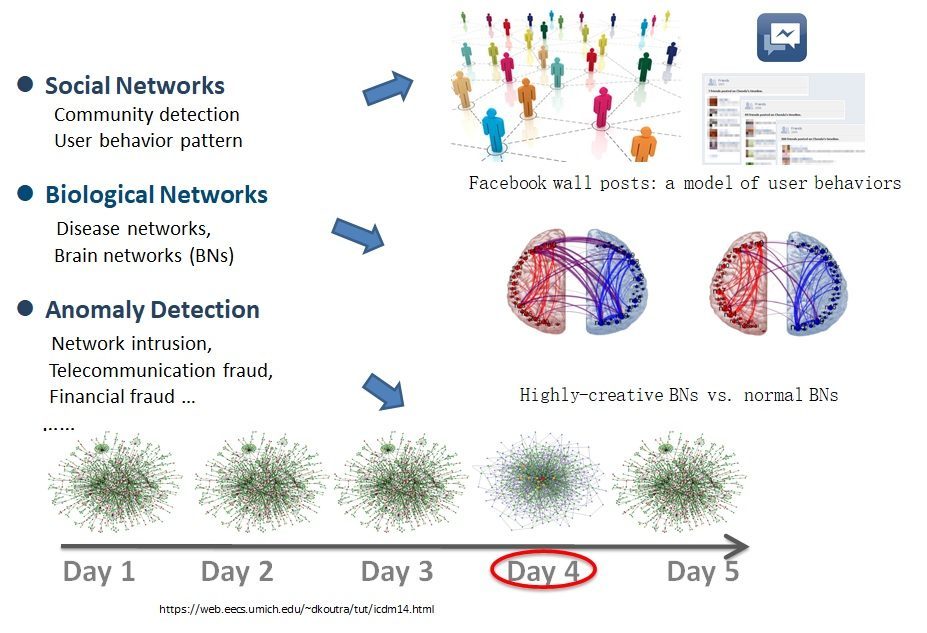 Social Networks
Community detection
User behavior pattern
Facebook wall posts: a model of user behaviors
Biological Networks
Disease networks,
Brain networks (BNs)
Anomaly Detection
Network intrusion,
Telecommunication fraud,
Financial fraud ...
......
Highly-creative BNs vs. normal BNs
Day 1
Day 2
Day 3
Day 4
Day 5
https://web.eecs.umich.edu/~dkoutra/tut/icdm14.html